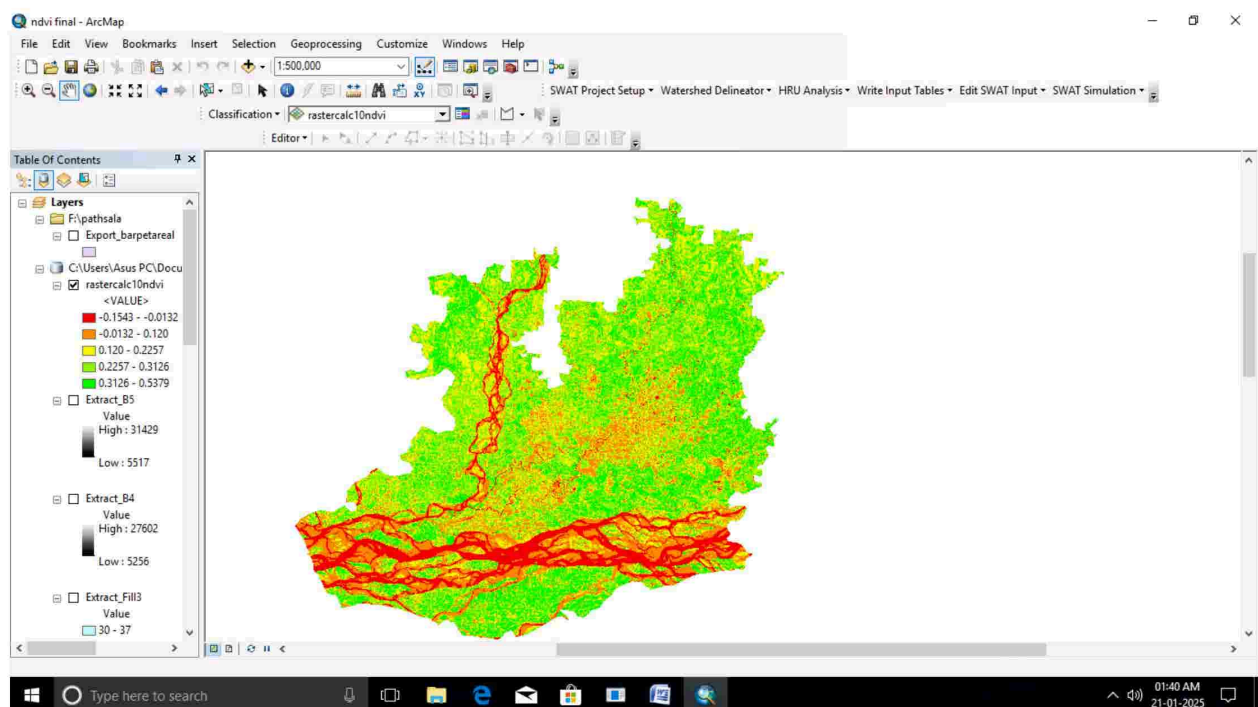 ndvi final - ArcMap
File Edit View Bookmarks Insert Selection Geoprocessing Customize Windows Help
1:500,000
SWAT Project Setup Watershed Delineator HRU Analysis Write Input Tables Edit SWAT Input SWAT Simulation
Classification rastercalc10ndvi
Editor
Table Of Contents
Layers
F:\pathsala
Export_barpetareal
C:\Users\Asus PC\Docu
rastercalc10ndvi
<VALUE>
-0.1543 - -0.0132
-0.0132 - 0.120
0.120 - 0.2257
0.2257 - 0.3126
0.3126 - 0.5379
Extract_B5
Value
High : 31429
Low : 5517
Extract_B4
Value
High : 27602
Low : 5256
Extract_Fill3
Value
30 - 37
Type here to search
01:40 AM
21-01-2025